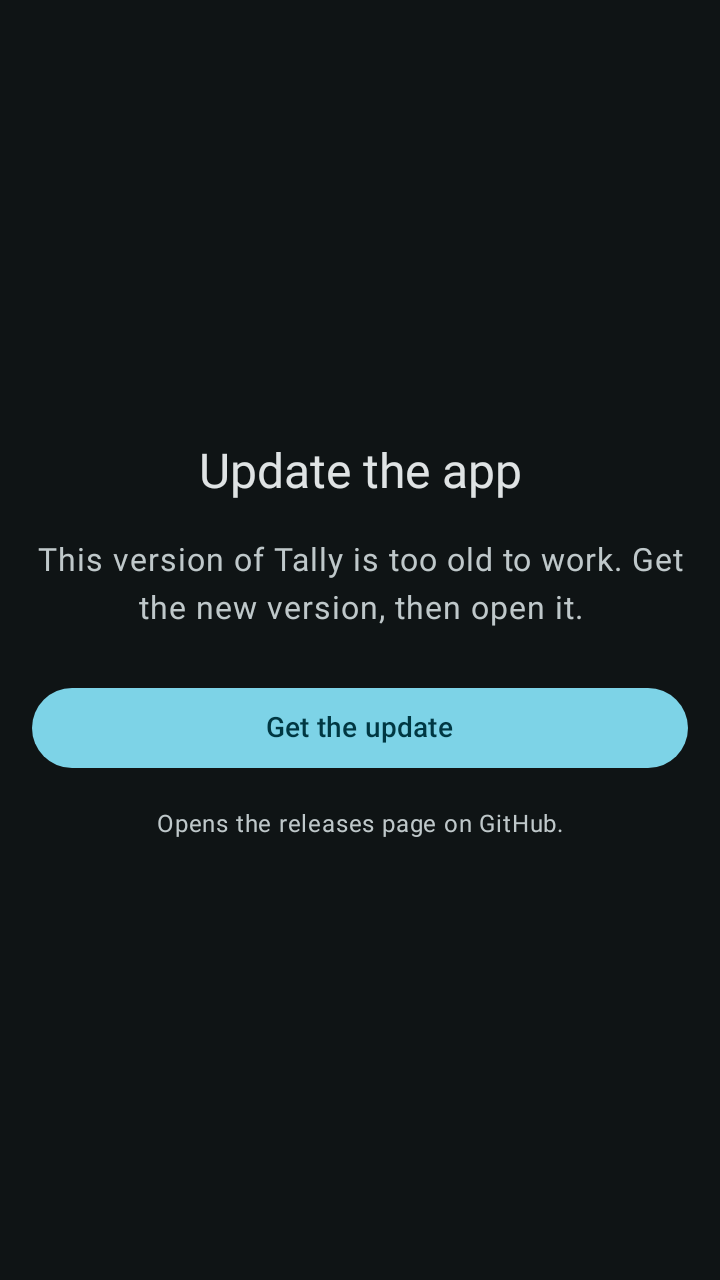 Update the app
This version of Tally is too old to work. Get
the new version, then open it.
Get the update
Opens the releases page on GitHub.